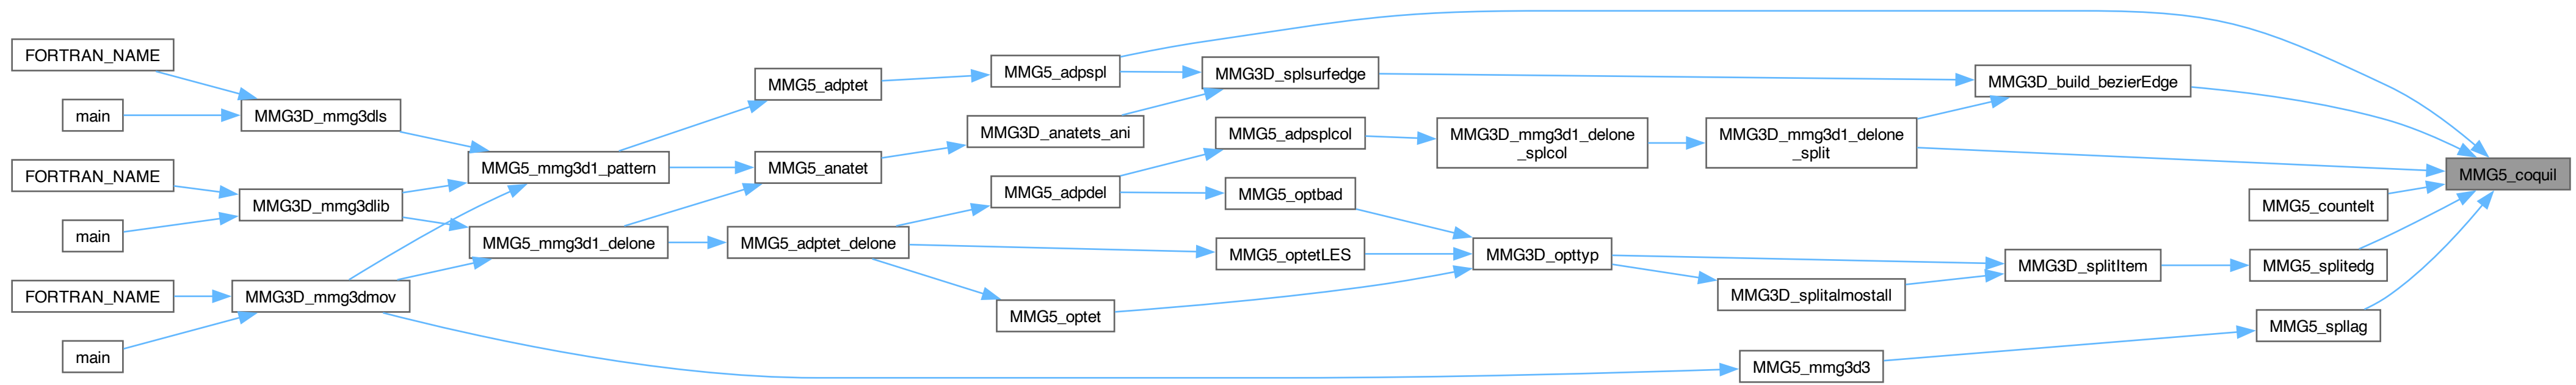 FORTRAN_NAME
main
FORTRAN_NAME
main
FORTRAN_NAME
main
MMG3D_mmg3dls
MMG3D_mmg3dlib
MMG3D_mmg3dmov
MMG5_mmg3d1_pattern
MMG5_mmg3d1_delone
MMG5_adptet
MMG5_anatet
MMG5_adptet_delone
MMG5_adpspl
MMG3D_anatets_ani
MMG5_adpdel
MMG5_optet
MMG3D_splsurfedge
MMG5_adpsplcol
MMG5_optbad
MMG5_optetLES
MMG3D_mmg3d1_delone
_splcol
MMG3D_opttyp
MMG3D_mmg3d1_delone
_split
MMG3D_splitalmostall
MMG5_mmg3d3
MMG3D_build_bezierEdge
MMG3D_splitItem
MMG5_countelt
MMG5_splitedg
MMG5_spllag
MMG5_coquil